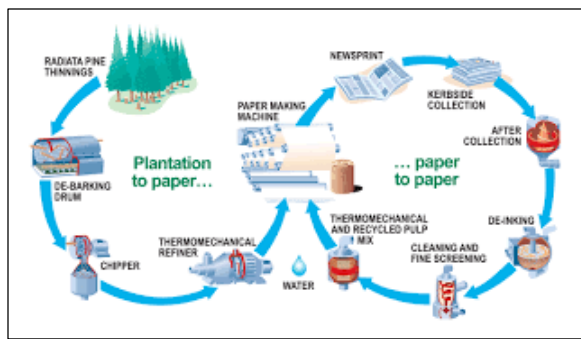 RADIATA PINE
THINNINGS
DE-BARKING
DRUM
CHIPPER
THERMOMECHANICAL
REFINER
Plantation
to paper...
PAPER MAKING
MACHINE
NEWSPRINT
KERBSIDE
COLLECTION
AFTER
COLLECTION
... paper
to paper
DE-INKING
CLEANING AND
FINE SCREENING
THERMOMECHANICAL
AND RECYCLED PULP
MIX
WATER